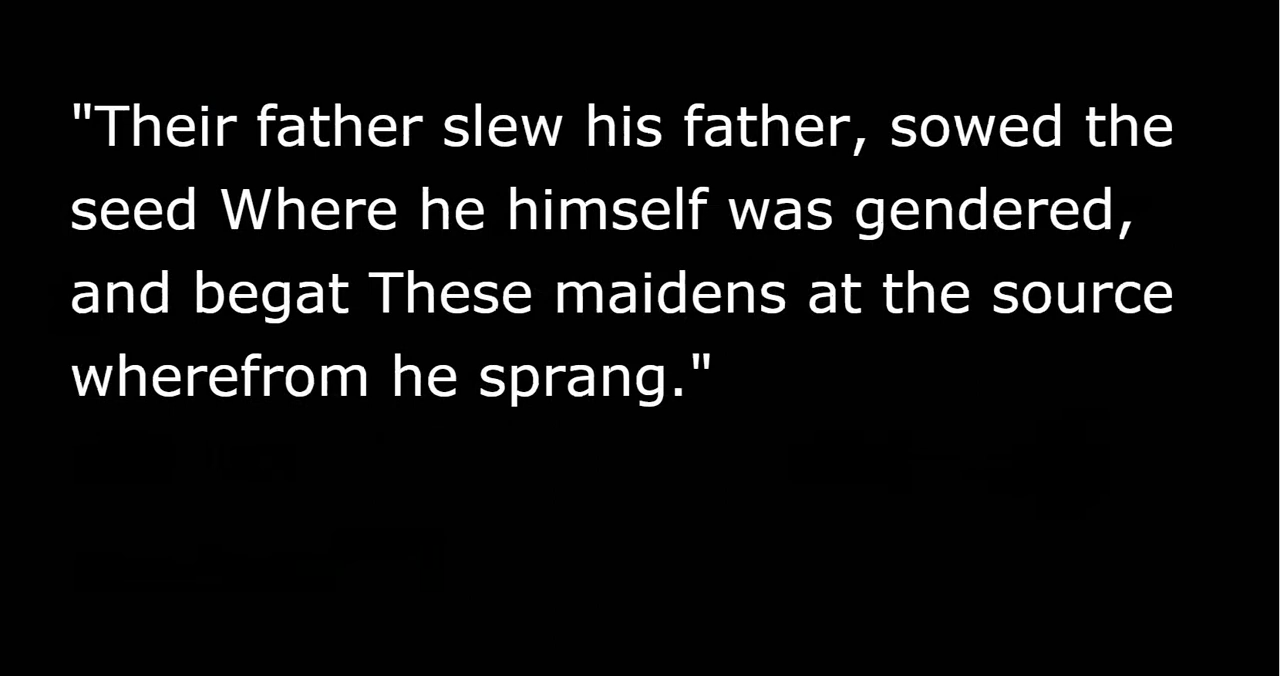 "Their father slew his father, sowed the
seed Where he himself was gendered,
and begat These maidens at the source
wherefrom he sprang."